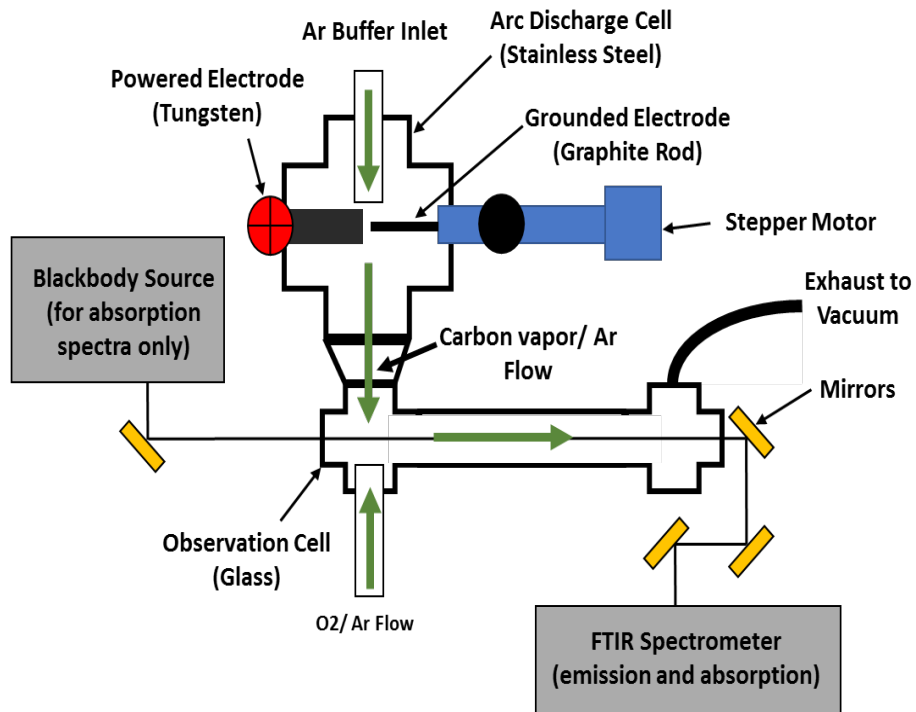 Ar Buffer Inlet
Arc Discharge Cell
(Stainless Steel)
Powered Electrode
(Tungsten)
Grounded Electrode
(Graphite Rod)
Stepper Motor
Blackbody Source
(for absorption
spectra only)
Exhaust to
Vacuum
Carbon vapor/ Ar
Flow
Mirrors
Observation Cell
(Glass)
O2/ Ar Flow
FTIR Spectrometer
(emission and absorption)